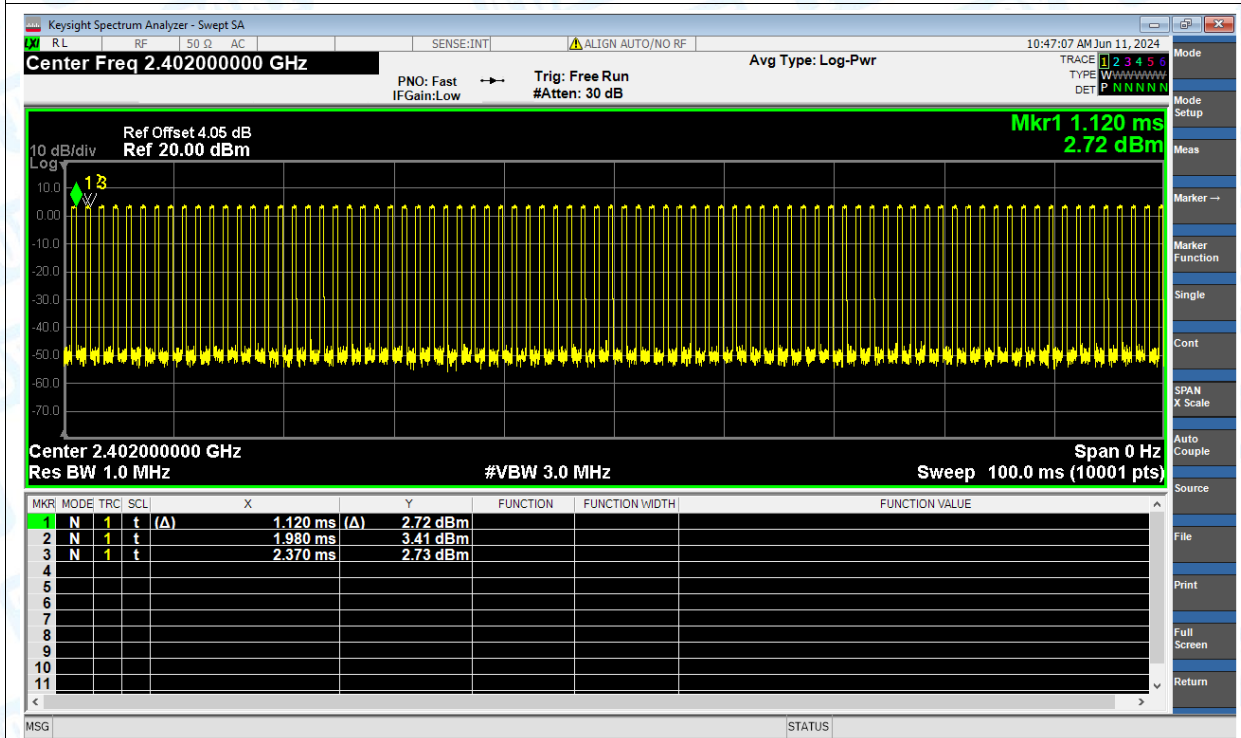 Keysight Spectrum Analyzer - Swept SA
LXI RL RF 50 Ω AC SENSE:INT ALIGN AUTO/NO RF 10:47:07 AM Jun 11, 2024
Center Freq 2.402000000 GHz
PNO: Fast
IFGain:Low
Trig: Free Run
#Atten: 30 dB
Avg Type: Log-Pwr
TRACE 1 2 3 4 5 6
TYPE WWWWWW
DET P N N N N N
Mkr1 1.120 ms
2.72 dBm
Ref Offset 4.05 dB
10 dB/div Ref 20.00 dBm
Log
10.0
0.00
-10.0
-20.0
-30.0
-40.0
-50.0
-60.0
-70.0
Center 2.402000000 GHz Span 0 Hz
Res BW 1.0 MHz #VBW 3.0 MHz Sweep 100.0 ms (10001 pts)
MKR MODE TRC SCL X Y FUNCTION FUNCTION WIDTH FUNCTION VALUE
1 N 1 t (Δ) 1.120 ms (Δ) 2.72 dBm
2 N 1 t 1.980 ms 3.41 dBm
3 N 1 t 2.370 ms 2.73 dBm
4
5
6
7
8
9
10
11
MSG STATUS
Mode
Mode
Setup
Meas
Marker →
Marker
Function
Single
Cont
SPAN
X Scale
Auto
Couple
Source
File
Print
Full
Screen
Return